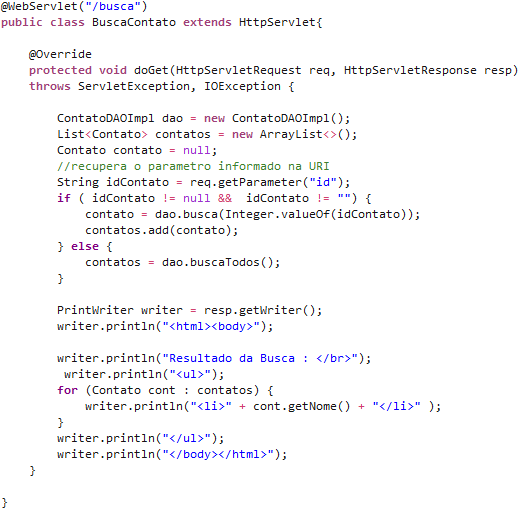 @WebServlet("/busca")
public class BuscaContato extends HttpServlet{
@Override
protected void doGet(HttpServletRequest req, HttpServletResponse resp)
throws ServletException, IOException {
ContatoDAOImpl dao = new ContatoDAOImpl();
List<Contato> contatos = new ArrayList<>();
Contato contato = null;
//recupera o parametro informado na URI
String idContato = req.getParameter("id");
if ( idContato != null &&  idContato != "") {
contato = dao.busca(Integer.valueOf(idContato));
contatos.add(contato);
} else {
contatos = dao.buscaTodos();
}
PrintWriter writer = resp.getWriter();
writer.println("<html><body>");
writer.println("Resultado da Busca : </br>");
writer.println("<ul>");
for (Contato cont : contatos) {
writer.println("<li>" + cont.getNome() + "</li>" );
}
writer.println("</ul>");
writer.println("</body></html>");
}
}